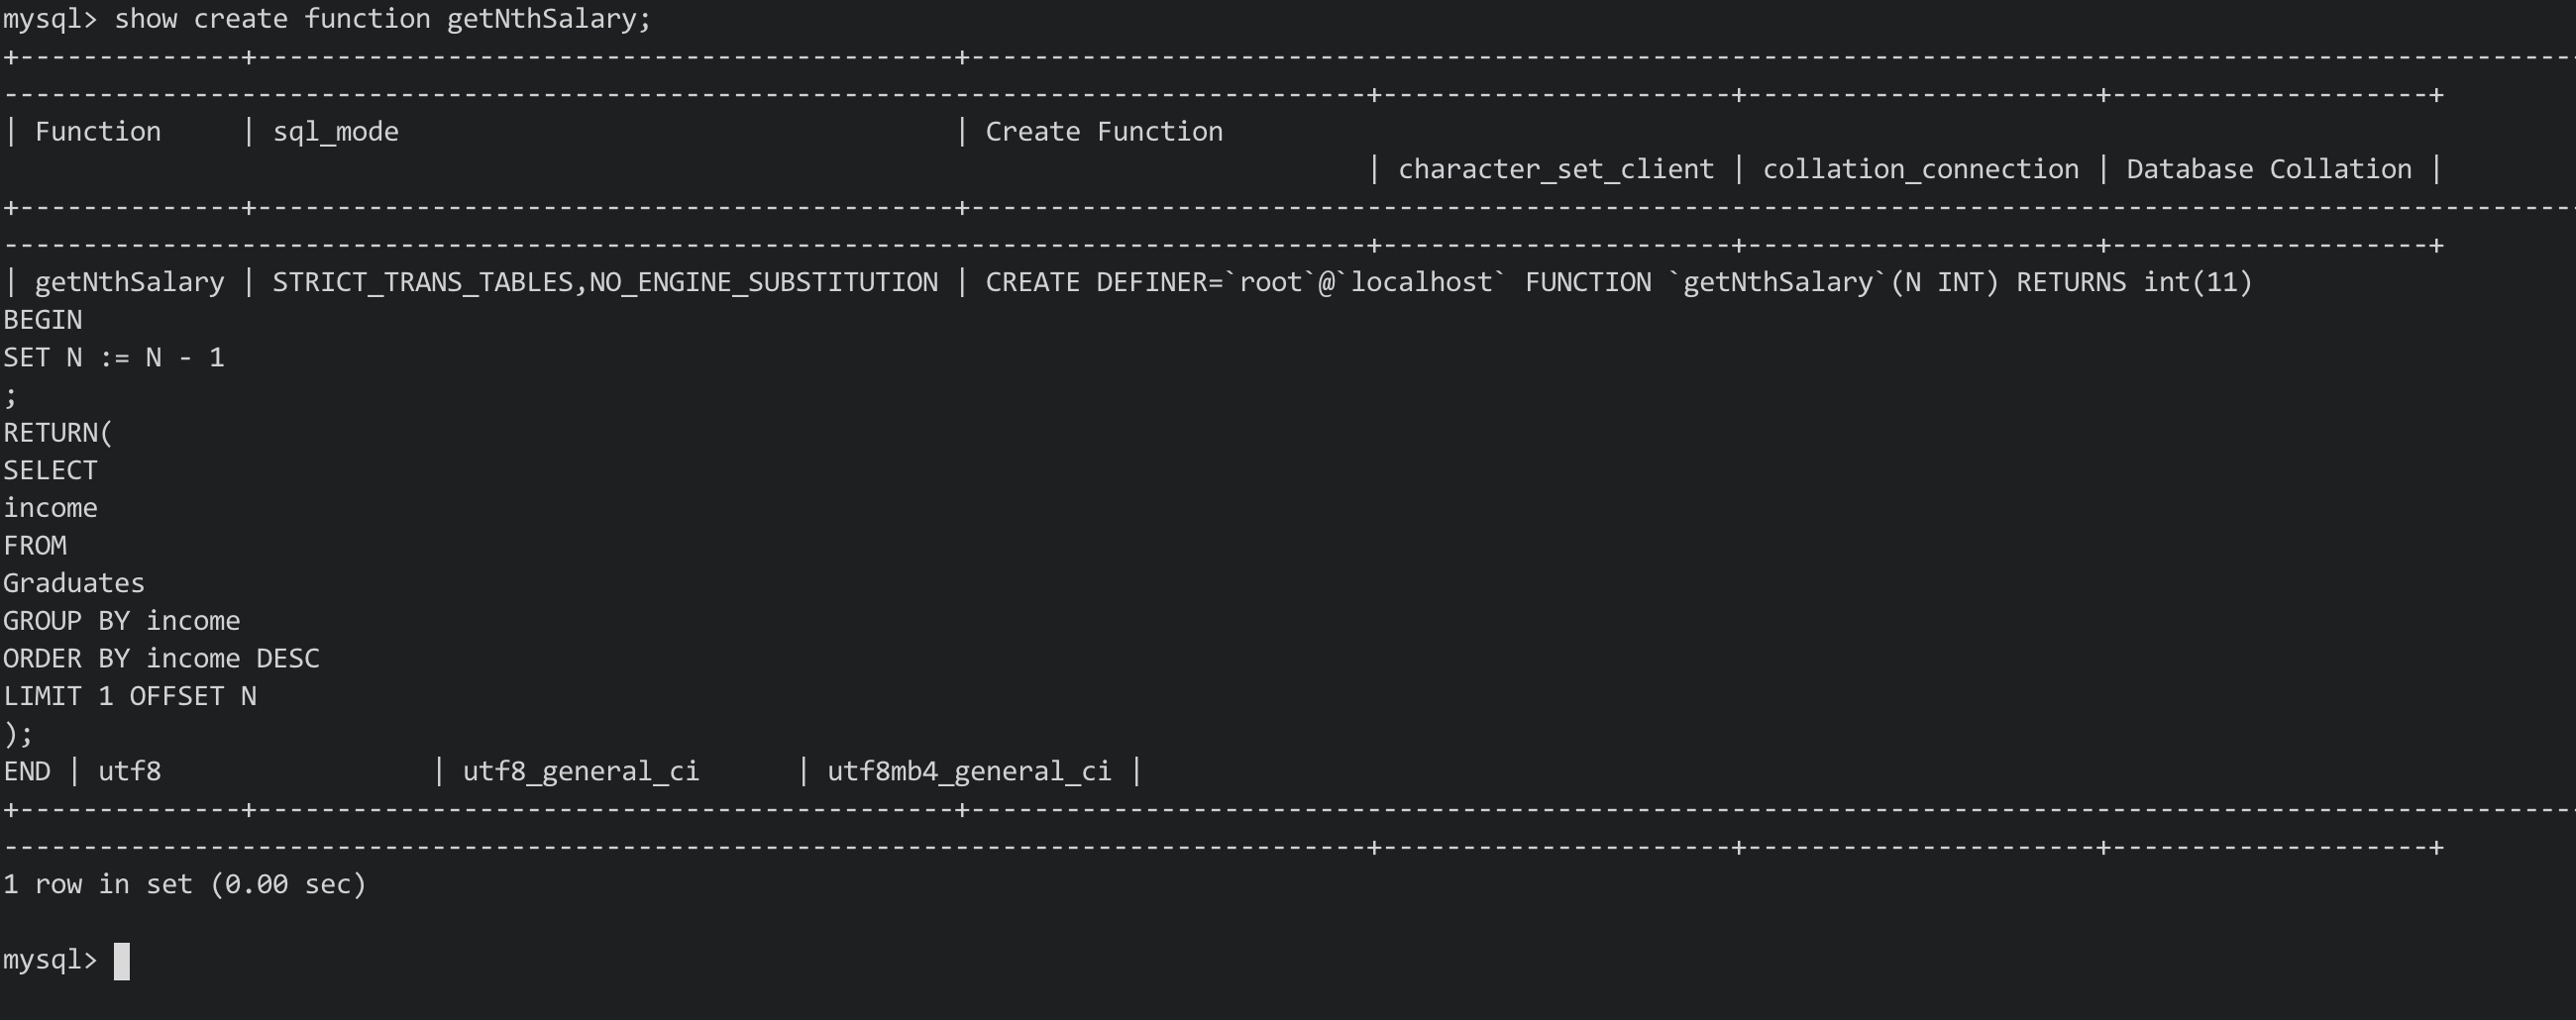 mysql> show create function getNthSalary;
+--------------+--------------------------------------------+------------------------------------------------------------------------------------------------------
--------------------------------------------------------------------------------------+----------------------+----------------------+--------------------+
| Function     | sql_mode                                   | Create Function
                                                                                      | character_set_client | collation_connection | Database Collation |
+--------------+--------------------------------------------+------------------------------------------------------------------------------------------------------
--------------------------------------------------------------------------------------+----------------------+----------------------+--------------------+
| getNthSalary | STRICT_TRANS_TABLES,NO_ENGINE_SUBSTITUTION | CREATE DEFINER=`root`@`localhost` FUNCTION `getNthSalary`(N INT) RETURNS int(11)
BEGIN
SET N := N - 1
;
RETURN(
SELECT
income
FROM
Graduates
GROUP BY income
ORDER BY income DESC
LIMIT 1 OFFSET N
);
END | utf8                 | utf8_general_ci      | utf8mb4_general_ci |
+--------------+--------------------------------------------+------------------------------------------------------------------------------------------------------
--------------------------------------------------------------------------------------+----------------------+----------------------+--------------------+
1 row in set (0.00 sec)
mysql>